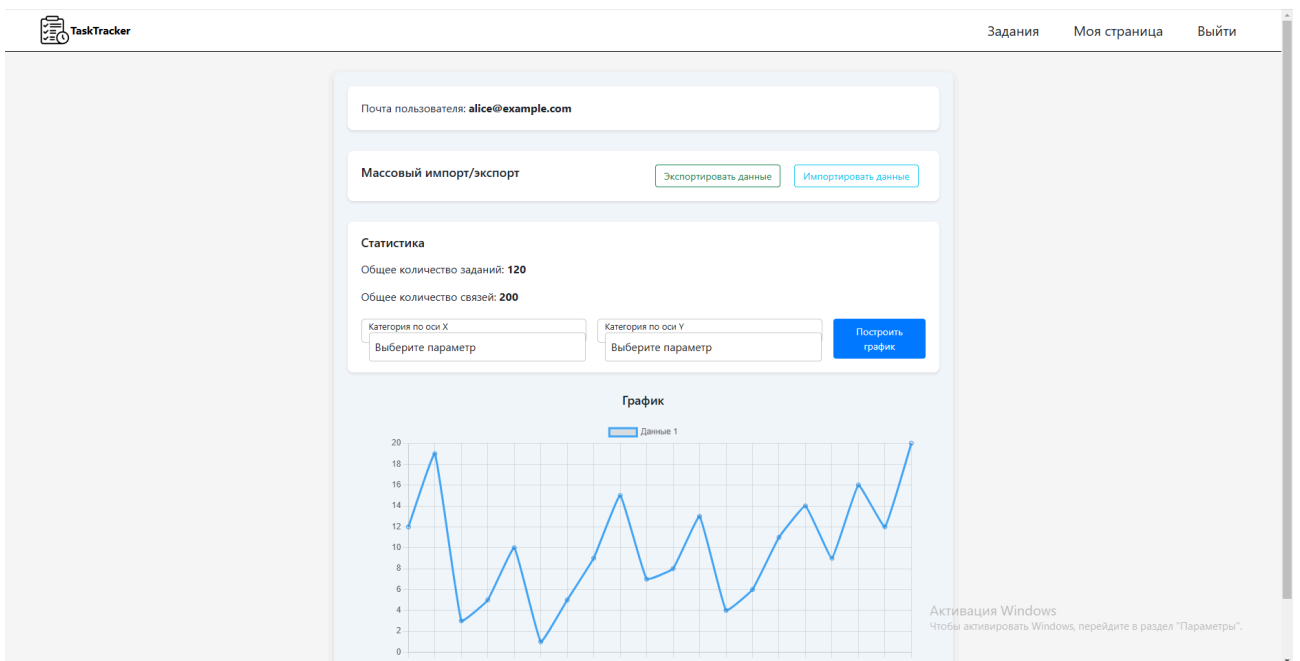 TaskTracker
Задания Моя страница Выйти
Почта пользователя: alice@example.com
Массовый импорт/экспорт
Экспортировать данные
Импортировать данные
Статистика
Общее количество заданий: 120
Общее количество связей: 200
Категория по оси X
Выберите параметр
Категория по оси Y
Выберите параметр
Построить
график
График
Данные 1
20
18
16
14
12
10
8
6
4
2
0
Активация Windows
Чтобы активировать Windows, перейдите в раздел "Параметры".